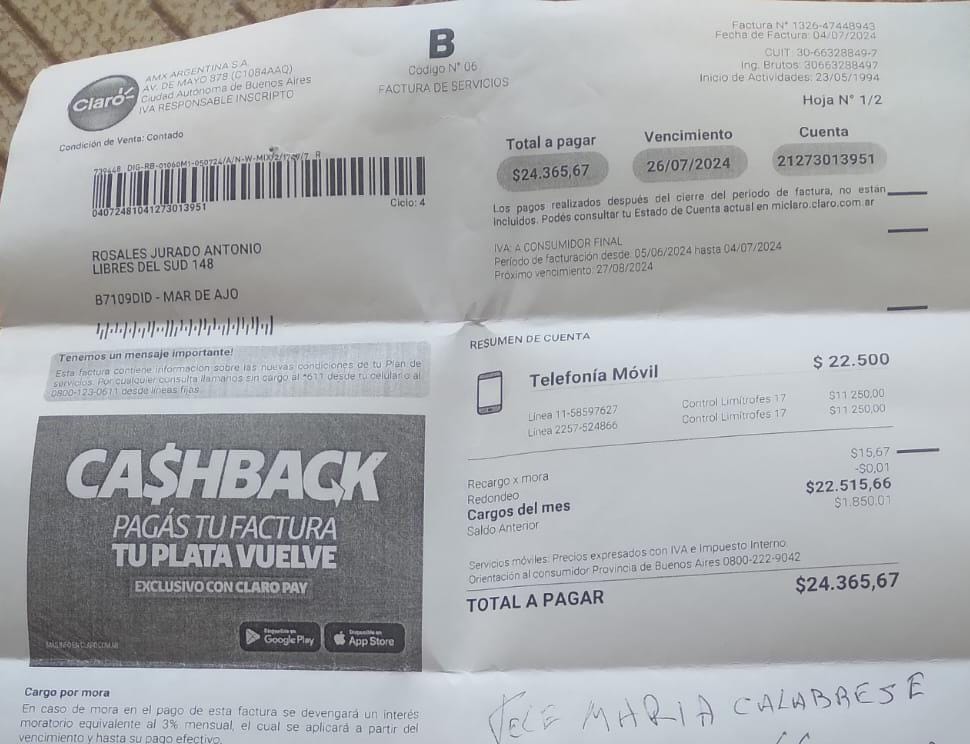 Claro
AMX ARGENTINA S.A.
AV. DE MAYO 878 (C1084AAQ)
Ciudad Autónoma de Buenos Aires
IVA RESPONSABLE INSCRIPTO
Condición de Venta: Contado
B
Código N° 06
FACTURA DE SERVICIOS
Factura N° 1326-47448943
Fecha de Factura: 04/07/2024
CUIT: 30-66328849-7
Ing. Brutos: 30663288497
Inicio de Actividades: 23/05/1994
Hoja N° 1/2
04072481041273013951
Ciclo: 4
Total a pagar Vencimiento Cuenta
$24.365,67 26/07/2024 21273013951
Los pagos realizados después del cierre del periodo de factura, no están
incluidos. Podés consultar tu Estado de Cuenta actual en miclaro.claro.com.ar
ROSALES JURADO ANTONIO
LIBRES DEL SUD 148
B7109DID - MAR DE AJO
IVA: A CONSUMIDOR FINAL
Período de facturación desde: 05/06/2024 hasta 04/07/2024
Próximo vencimiento: 27/08/2024
Tenemos un mensaje importante!
Esta factura contiene información sobre las nuevas condiciones de tu Plan de
servicios. Por cualquier consulta llamanos sin cargo al *611 desde tu celular o al
0800-123-0611 desde líneas fijas.
CA$HBACK
PAGÁS TU FACTURA
TU PLATA VUELVE
EXCLUSIVO CON CLARO PAY
Disponible en
Google Play
Disponible en
App Store
RESUMEN DE CUENTA
Telefonía Móvil $ 22.500
Línea 11-58597627 Control Limítrofes 17 $11 250,00
Línea 2257-524866 Control Limítrofes 17 $11 250,00
Recargo x mora $15,67
Redondeo -$0,01
Cargos del mes $22.515,66
Saldo Anterior $1.850,01
Servicios móviles: Precios expresados con IVA e Impuesto Interno.
Orientación al consumidor Provincia de Buenos Aires 0800-222-9042
TOTAL A PAGAR $24.365,67
Cargo por mora
En caso de mora en el pago de esta factura se devengará un interés
moratorio equivalente al 3% mensual, el cual se aplicará a partir del
vencimiento y hasta su pago efectivo.
TELE MARIA CALABRESE